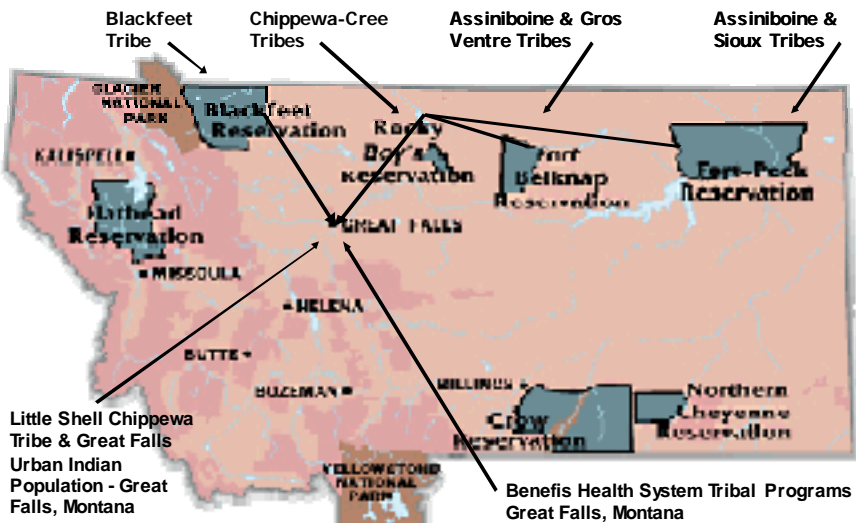 Blackfeet
Tribe
Chippewa-Cree
Tribes
Assiniboine & Gros
Ventre Tribes
Assiniboine &
Sioux Tribes
GLACIER
NATIONAL
PARK
Blackfeet
Reservation
Rocky
Boy's
Reservation
Fort
Belknap
Reservation
Fort Peck
Reservation
KALISPELL
Flathead
Reservation
GREAT FALLS
MISSOULA
HELENA
BUTTE
BOZEMAN
BILLINGS
Crow
Reservation
Northern
Cheyenne
Reservation
YELLOWSTONE
NATIONAL
PARK
Little Shell Chippewa
Tribe & Great Falls
Urban Indian
Population - Great
Falls, Montana
Benefis Health System Tribal Programs
Great Falls, Montana